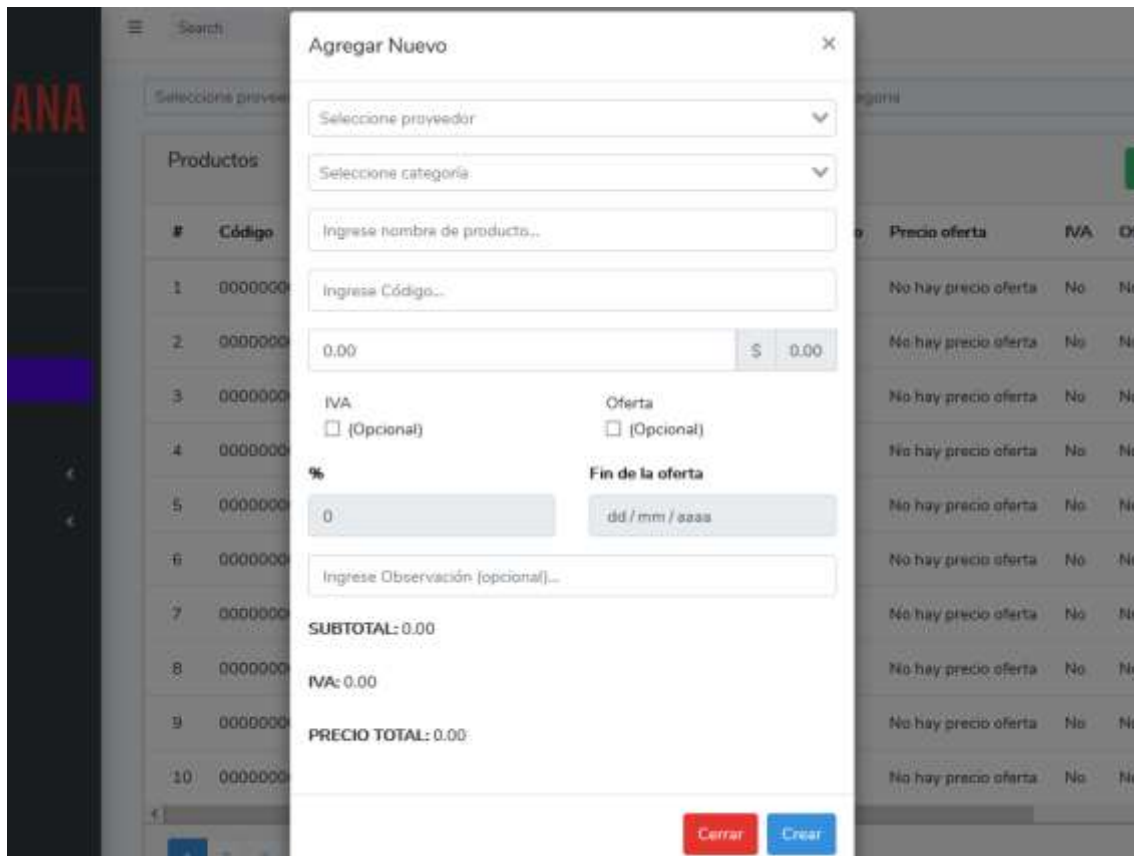 Search
Agregar Nuevo ×
ANA
Seleccione proveedor
Seleccione categoría
Productos
Ingrese nombre de producto...
# Código Precio oferta IVA
Ingrese Código...
1 No hay precio oferta No
0.00 $ 0.00
2 No hay precio oferta No
3 No hay precio oferta No
IVA Oferta
(Opcional) (Opcional)
4 No hay precio oferta No
% Fin de la oferta
0 dd / mm / aaaa
5 No hay precio oferta No
6 No hay precio oferta No
Ingrese Observación (opcional)...
7 No hay precio oferta No
SUBTOTAL: 0.00
8 No hay precio oferta No
IVA: 0.00
9 No hay precio oferta No
PRECIO TOTAL: 0.00
10 No hay precio oferta No
Cerrar Crear